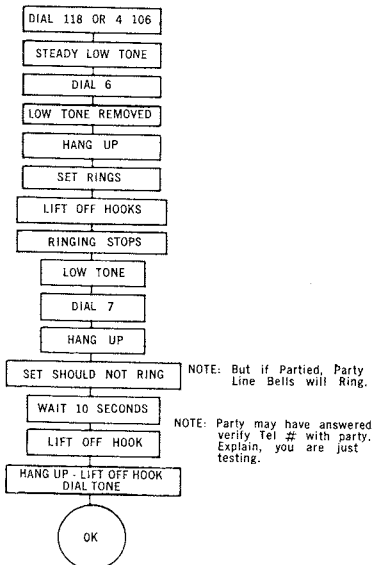 DIAL 118 OR 4 106
STEADY LOW TONE
DIAL 6
LOW TONE REMOVED
HANG UP
SET RINGS
LIFT OFF HOOKS
RINGING STOPS
LOW TONE
DIAL 7
HANG UP
SET SHOULD NOT RING
NOTE: But if Partied, Party
Line Bells will Ring.
WAIT 10 SECONDS
NOTE: Party may have answered
verify Tel # with party.
Explain, you are just
testing.
LIFT OFF HOOK
HANG UP - LIFT OFF HOOK
DIAL TONE
OK